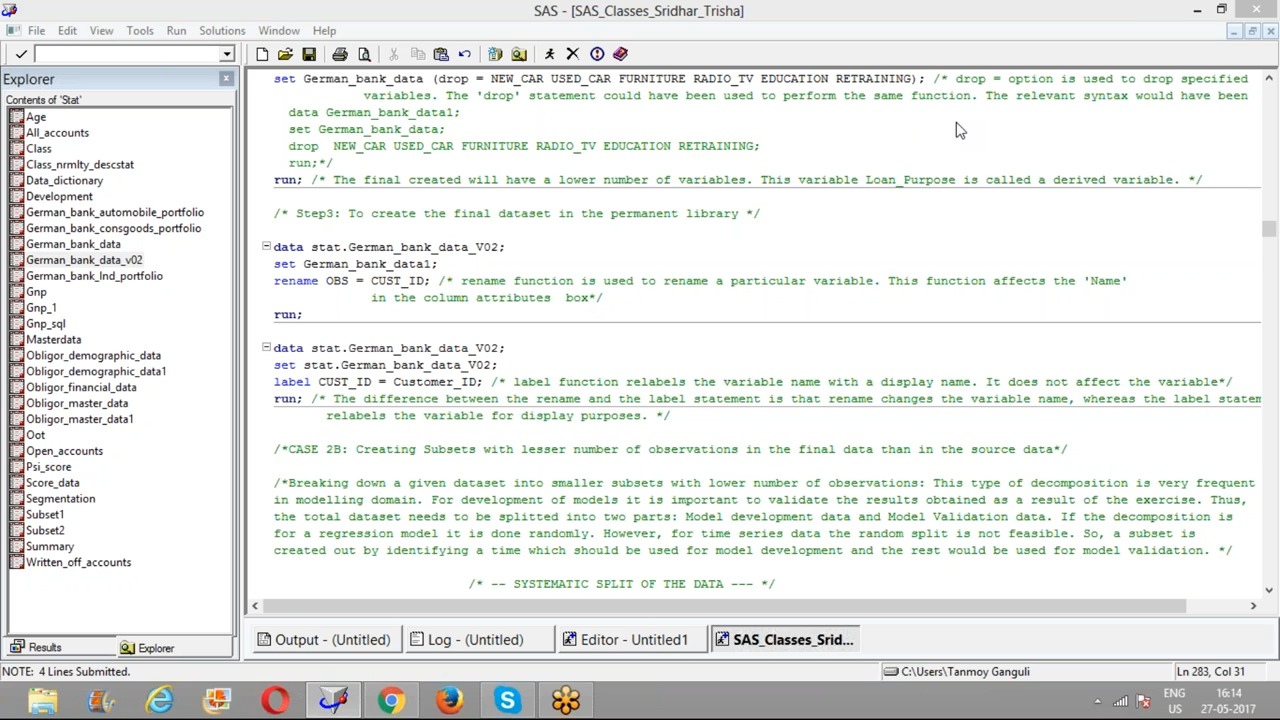 SAS - [SAS_Classes_Sridhar_Trisha]
File Edit View Tools Run Solutions Window Help
Explorer
Contents of 'Stat'
Age
All_accounts
Class
Class_nrmlty_descstat
Data_dictionary
Development
German_bank_automobile_portfolio
German_bank_consgoods_portfolio
German_bank_data
German_bank_data_v02
German_bank_lnd_portfolio
Gnp
Gnp_1
Gnp_sql
Masterdata
Obligor_demographic_data
Obligor_demographic_data1
Obligor_financial_data
Obligor_master_data
Obligor_master_data1
Oot
Open_accounts
Psi_score
Score_data
Segmentation
Subset1
Subset2
Summary
Written_off_accounts
set German_bank_data (drop = NEW_CAR USED_CAR FURNITURE RADIO_TV EDUCATION RETRAINING); /* drop = option is used to drop specified
variables. The 'drop' statement could have been used to perform the same function. The relevant syntax would have been
data German_bank_data1;
set German_bank_data;
drop NEW_CAR USED_CAR FURNITURE RADIO_TV EDUCATION RETRAINING;
run;*/
run; /* The final created will have a lower number of variables. This variable Loan_Purpose is called a derived variable. */
/* Step3: To create the final dataset in the permanent library */
data stat.German_bank_data_V02;
set German_bank_data1;
rename OBS = CUST_ID; /* rename function is used to rename a particular variable. This function affects the 'Name'
in the column attributes box*/
run;
data stat.German_bank_data_V02;
set stat.German_bank_data_V02;
label CUST_ID = Customer_ID; /* label function relabels the variable name with a display name. It does not affect the variable*/
run; /* The difference between the rename and the label statement is that rename changes the variable name, whereas the label statem
relabels the variable for display purposes. */
/*CASE 2B: Creating Subsets with lesser number of observations in the final data than in the source data*/
/*Breaking down a given dataset into smaller subsets with lower number of observations: This type of decomposition is very frequent
in modelling domain. For development of models it is important to validate the results obtained as a result of the exercise. Thus,
the total dataset needs to be splitted into two parts: Model development data and Model Validation data. If the decomposition is
for a regression model it is done randomly. However, for time series data the random split is not feasible. So, a subset is
created out by identifying a time which should be used for model development and the rest would be used for model validation. */
/* -- SYSTEMATIC SPLIT OF THE DATA --- */
Results Explorer
Output - (Untitled) Log - (Untitled) Editor - Untitled1 SAS_Classes_Srid...
NOTE: 4 Lines Submitted. C:\Users\Tanmoy Ganguli Ln 283, Col 31
ENG 16:14
US 27-05-2017